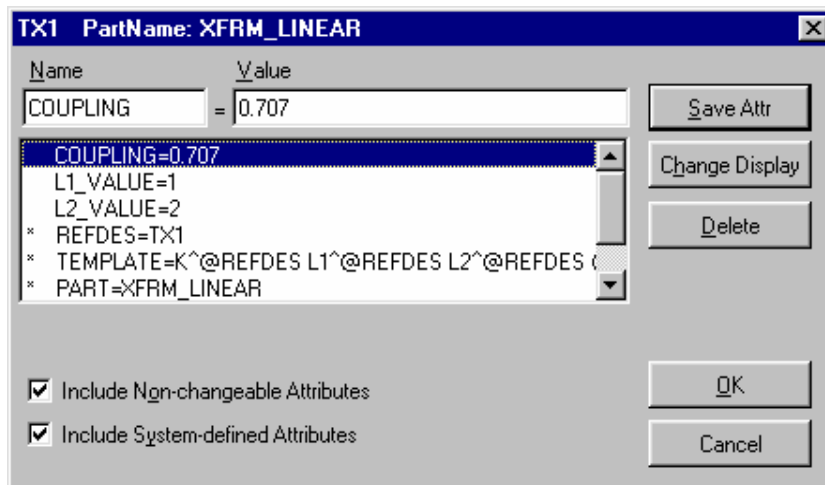 TX1 PartName: XFRM_LINEAR
Name Value
COUPLING = 0.707
Save Attr
COUPLING=0.707
L1_VALUE=1
L2_VALUE=2
* REFDES=TX1
* TEMPLATE=K^@REFDES L1^@REFDES L2^@REFDES (
* PART=XFRM_LINEAR
Change Display
Delete
Include Non-changeable Attributes
Include System-defined Attributes
OK
Cancel